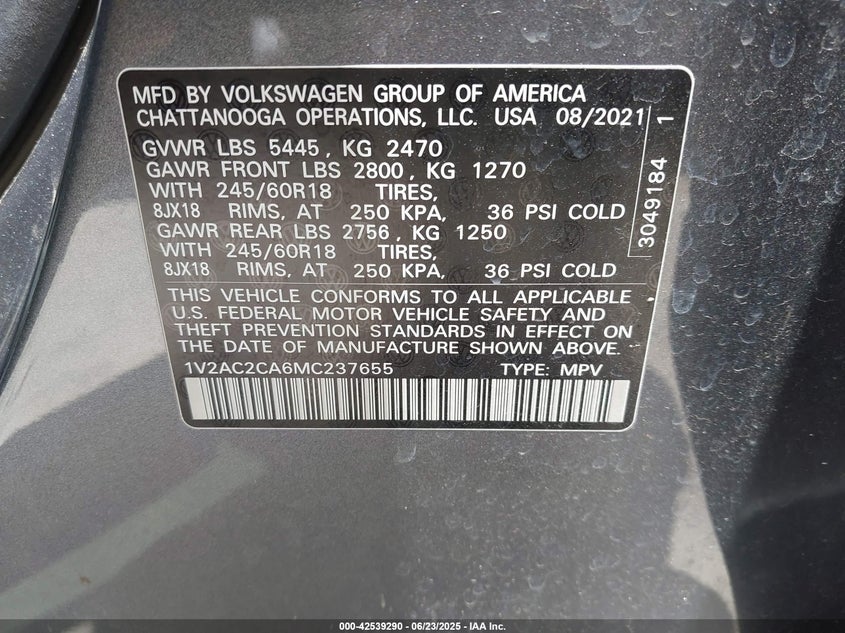 MFD BY VOLKSWAGEN GROUP OF AMERICA
CHATTANOOGA OPERATIONS, LLC. USA 08/2021
GVWR LBS 5445, KG 2470
GAWR FRONT LBS 2800, KG 1270
WITH 245/60R18 TIRES,
8JX18 RIMS, AT 250 KPA, 36 PSI COLD
GAWR REAR LBS 2756, KG 1250
WITH 245/60R18 TIRES,
8JX18 RIMS, AT 250 KPA, 36 PSI COLD
THIS VEHICLE CONFORMS TO ALL APPLICABLE
U.S. FEDERAL MOTOR VEHICLE SAFETY AND
THEFT PREVENTION STANDARDS IN EFFECT ON
THE DATE OF MANUFACTURE SHOWN ABOVE.
1V2AC2CA6MC237655 TYPE: MPV
3049184 1
000-42539290 - 06/23/2025 - IAA Inc.